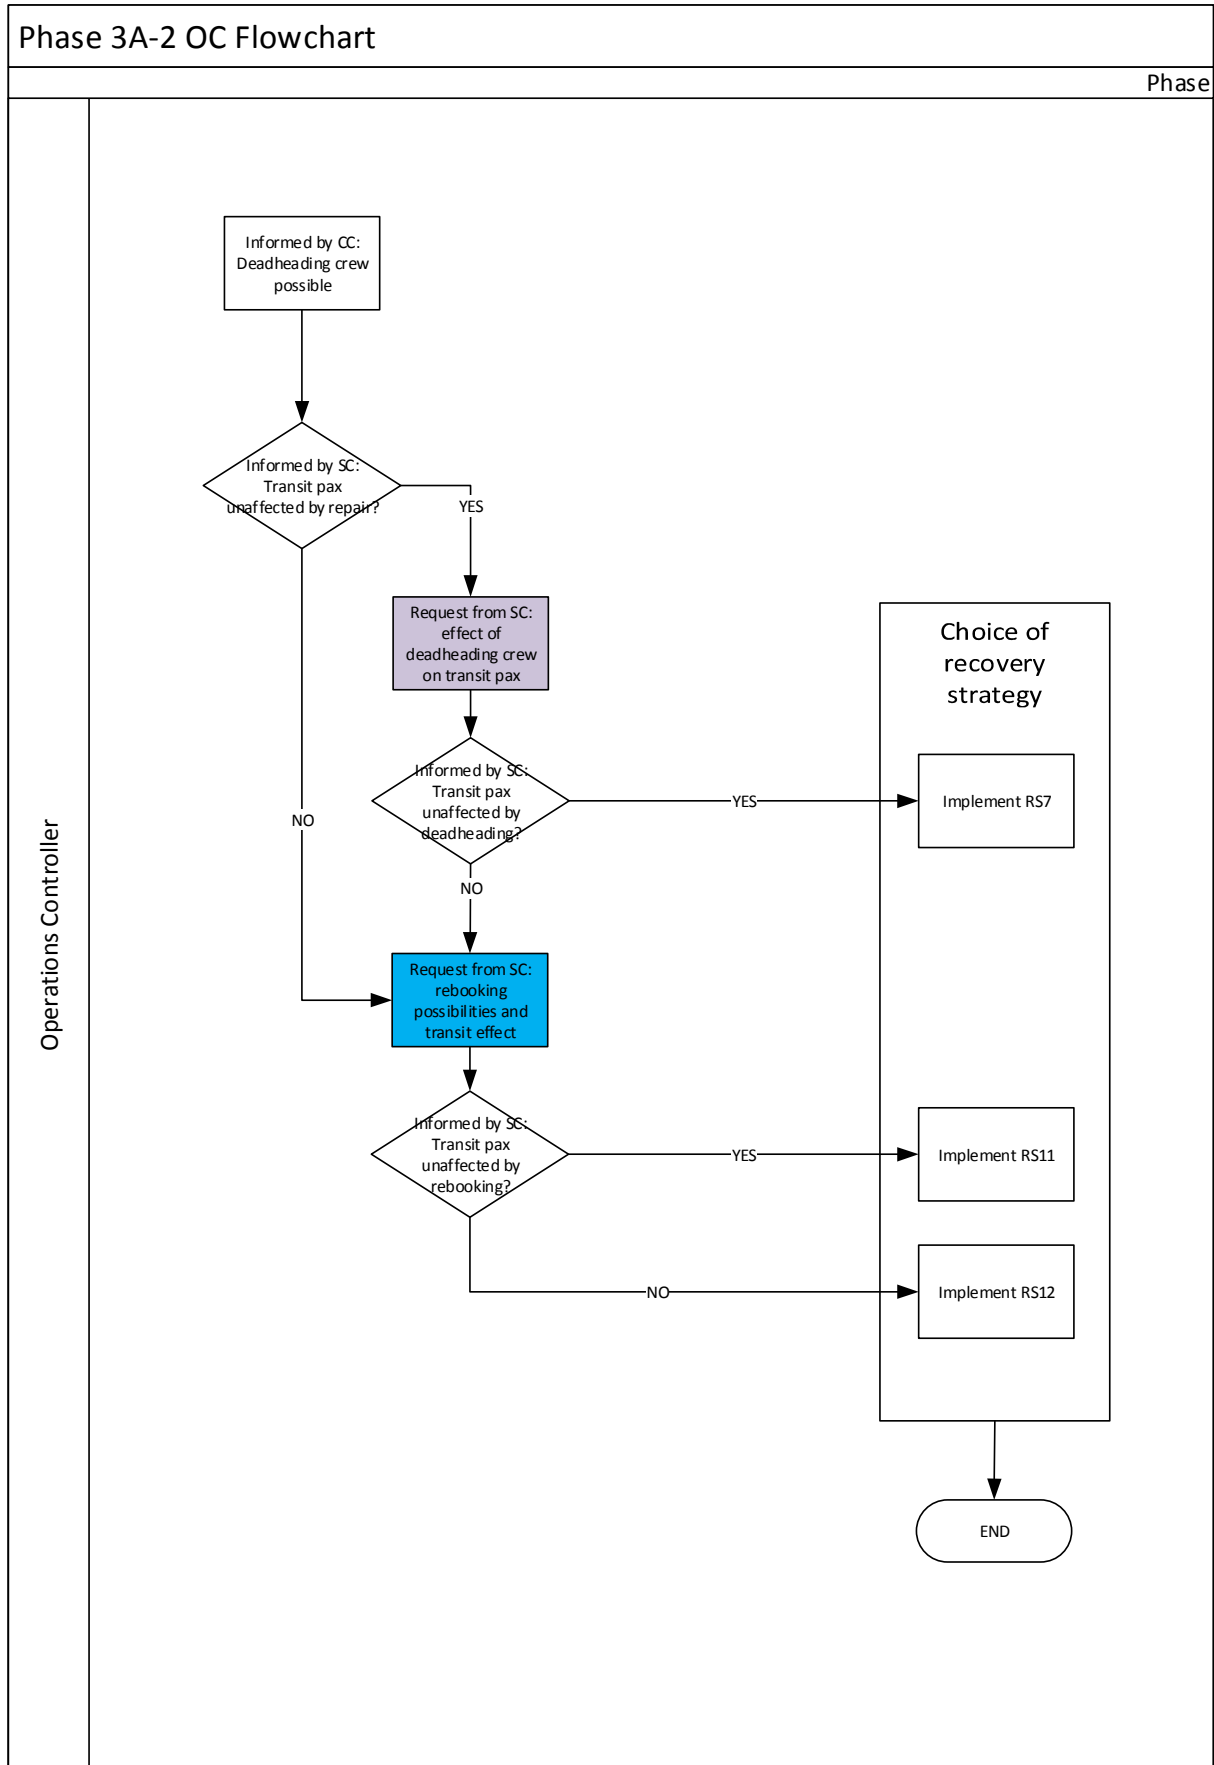 Phase 3A-2 OC Flowchart
Phase
Operations Controller
Informed by CC:
Deadheading crew
possible
Informed by SC:
Transit pax
unaffected by repair?
YES
NO
Request from SC:
effect of
deadheading crew
on transit pax
Choice of
recovery
strategy
Informed by SC:
Transit pax
unaffected by
deadheading?
YES
Implement RS7
NO
Request from SC:
rebooking
possibilities and
transit effect
Informed by SC:
Transit pax
unaffected by
rebooking?
YES
Implement RS11
NO
Implement RS12
END